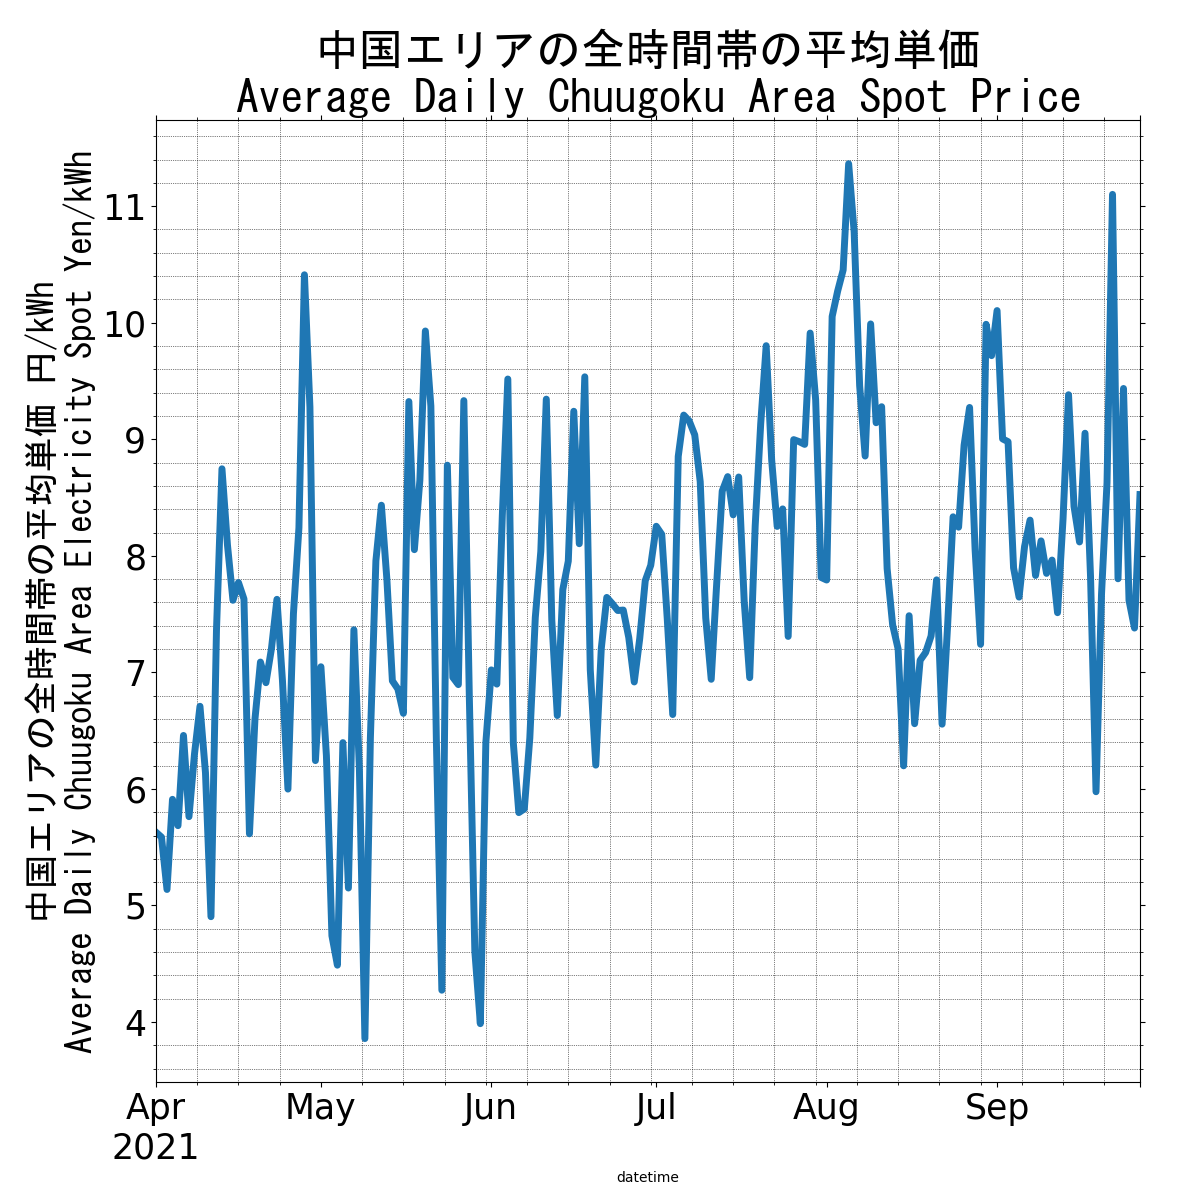 中国エリアの全時間帯の平均単価
Average Daily Chuugoku Area Spot Price
中国エリアの全時間帯の平均単価 円/kWh
Average Daily Chuugoku Area Electricity Spot Yen/kWh
11
10
9
8
7
6
5
4
Apr
2021
May
Jun
Jul
Aug
Sep
datetime